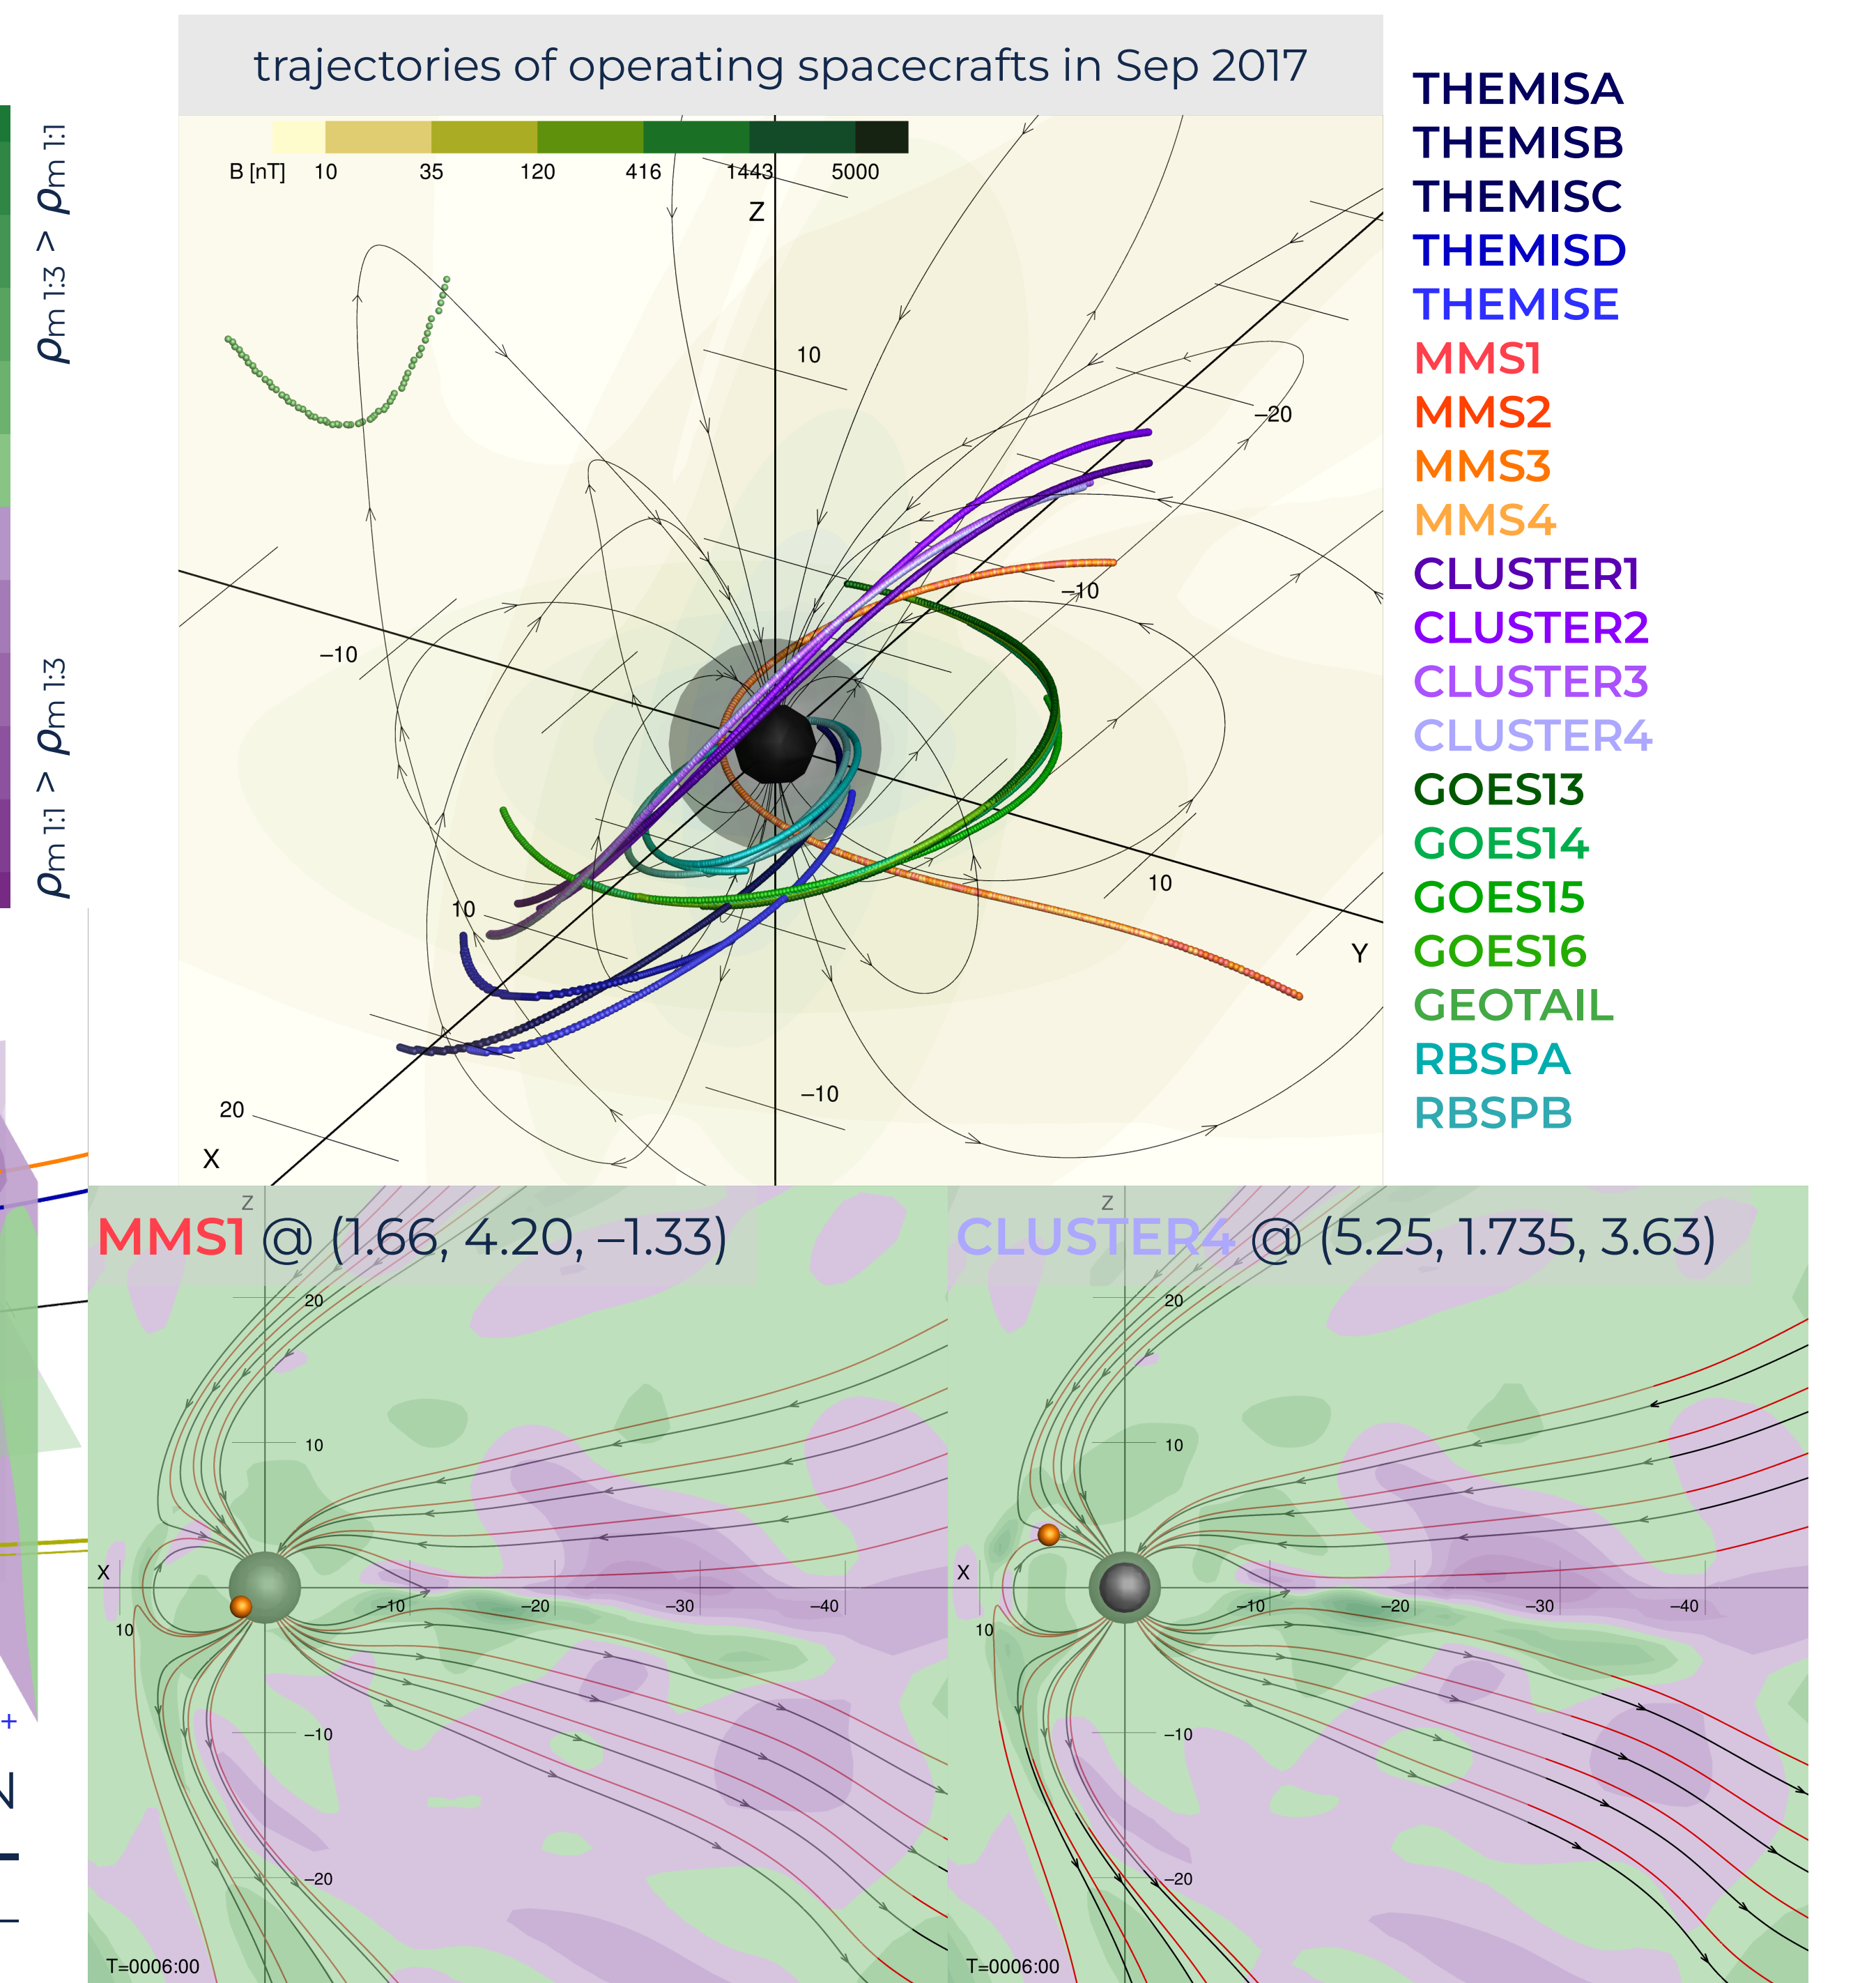 trajectories of operating spacecrafts in Sep 2017
B [nT] 10 35 120 416 1443 5000
Z
10
−20
−10
−10
10
10
Y
−10
20
X
THEMISA
THEMISB
THEMISC
THEMISD
THEMISE
MMS1
MMS2
MMS3
MMS4
CLUSTER1
CLUSTER2
CLUSTER3
CLUSTER4
GOES13
GOES14
GOES15
GOES16
GEOTAIL
RBSPA
RBSPB
ρm 1:3 > ρm 1:1
ρm 1:1 > ρm 1:3
+
N
MMS1 @ (1.66, 4.20, −1.33)
Z
20
10
X
−10 −20 −30 −40
10
−10
−20
T=0006:00
CLUSTER4 @ (5.25, 1.735, 3.63)
Z
20
10
X
−10 −20 −30 −40
10
−10
−20
T=0006:00